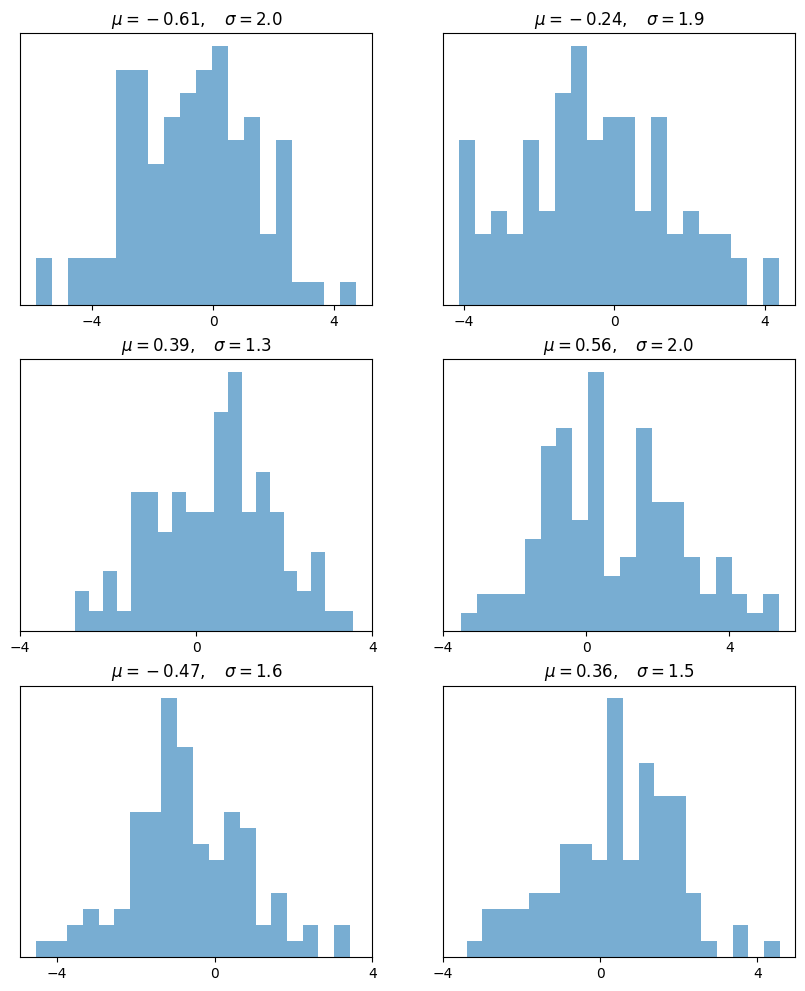 μ = −0.61, σ = 2.0
−4 0 4
μ = −0.24, σ = 1.9
−4 0 4
μ = 0.39, σ = 1.3
−4 0 4
μ = 0.56, σ = 2.0
−4 0 4
μ = −0.47, σ = 1.6
−4 0 4
μ = 0.36, σ = 1.5
−4 0 4